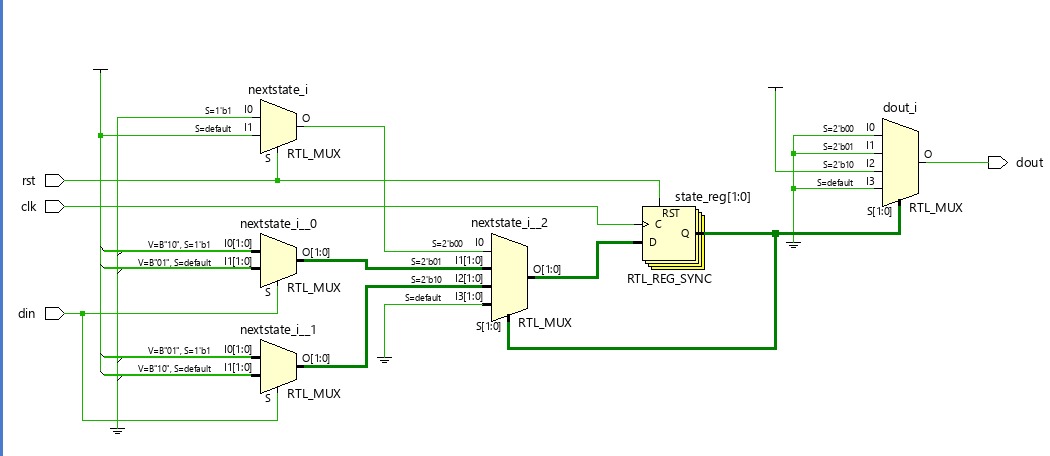 nextstate_i
S=1'b1 I0
S=default I1
O
S
RTL_MUX
dout_i
S=2'b00 I0
S=2'b01 I1
S=2'b10 I2
S=default I3
O
dout
S[1:0]
RTL_MUX
rst
clk
state_reg[1:0]
RST
C
D
Q
RTL_REG_SYNC
nextstate_i__0
V=B"10", S=1'b1 I0[1:0]
V=B"01", S=default I1[1:0]
O[1:0]
S
RTL_MUX
nextstate_i__2
S=2'b00 I0
S=2'b01 I1[1:0]
S=2'b10 I2[1:0]
S=default I3[1:0]
O[1:0]
S[1:0]
RTL_MUX
din
nextstate_i__1
V=B"01", S=1'b1 I0[1:0]
V=B"10", S=default I1[1:0]
O[1:0]
S
RTL_MUX